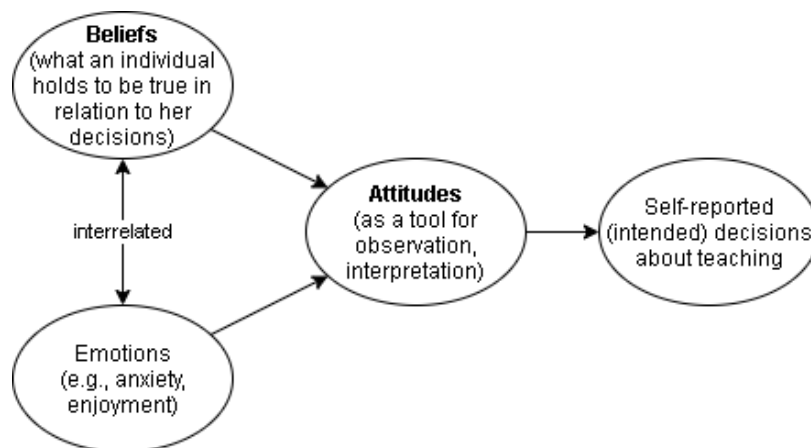 Beliefs
(what an individual
holds to be true in
relation to her
decisions)
interrelated
Emotions
(e.g., anxiety,
enjoyment)
Attitudes
(as a tool for
observation,
interpretation)
Self-reported
(intended) decisions
about teaching